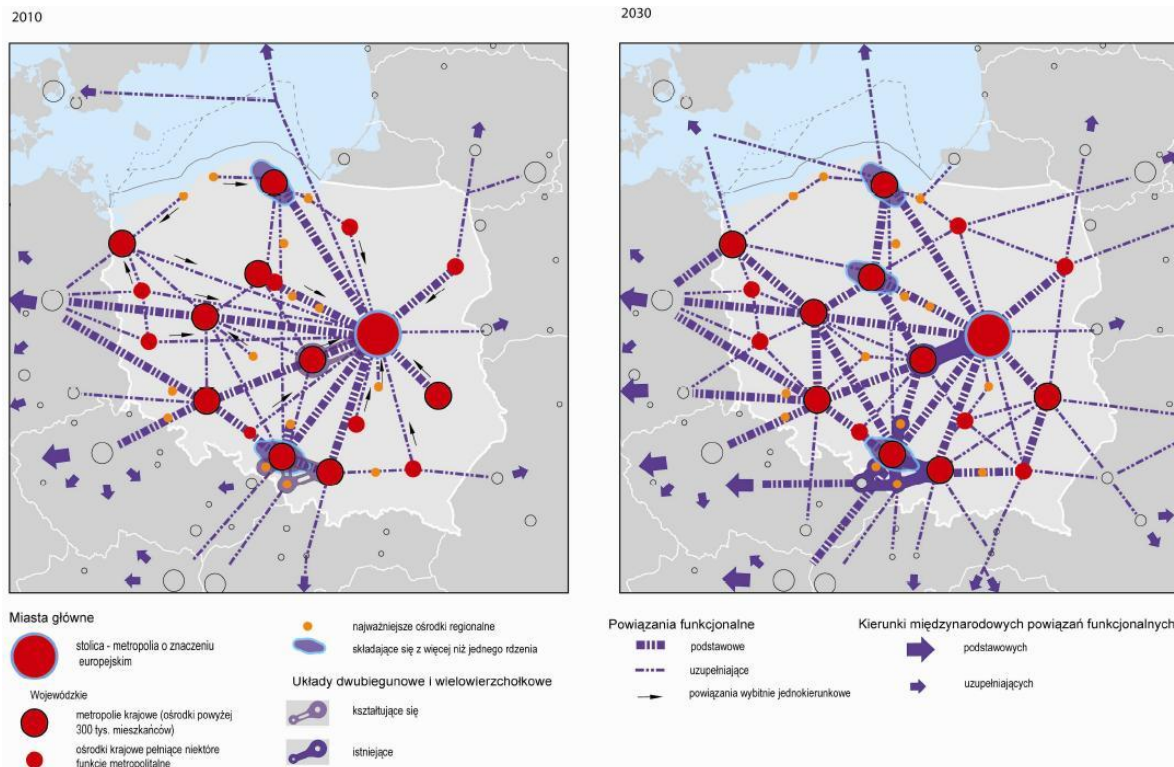 2010
2030
Miasta główne
stolica - metropolia o znaczeniu
europejskim
Wojewódzkie
metropolie krajowe (ośrodki powyżej
300 tys. mieszkańców)
ośrodki krajowe pełniące niektóre
funkcje metropolitalne
najważniejsze ośrodki regionalne
składające się z więcej niż jednego rdzenia
Układy dwubiegunowe i wielowierzchołkowe
kształtujące się
istniejące
Powiązania funkcjonalne
podstawowe
uzupełniające
powiązania wybitnie jednokierunkowe
Kierunki międzynarodowych powiązań funkcjonalnych
podstawowych
uzupełniających